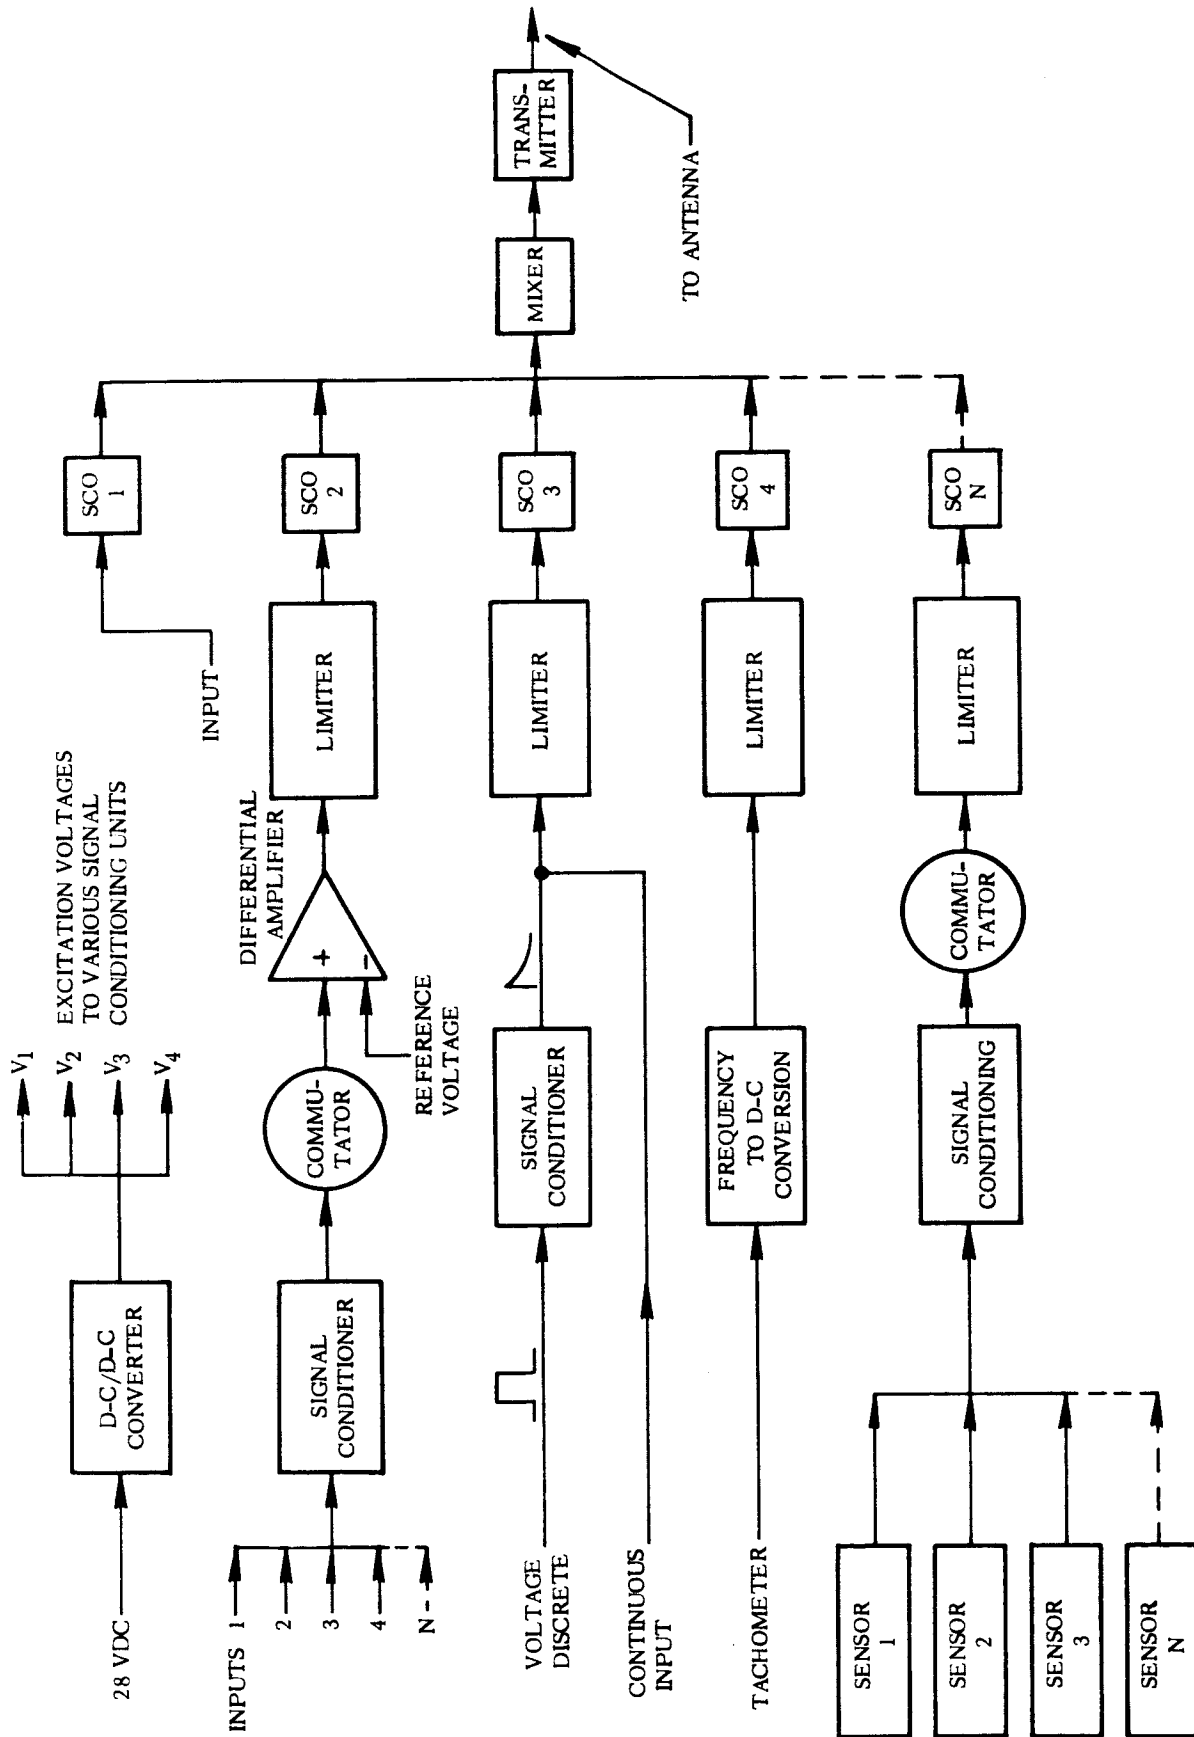 28 VDC
D-C/D-C
CONVERTER
V1
V2
V3
V4
EXCITATION VOLTAGES
TO VARIOUS SIGNAL
CONDITIONING UNITS
INPUT
SCO
1
INPUTS 1
2
3
4
N
SIGNAL
CONDITIONER
COMMU-
TATOR
+
-
REFERENCE
VOLTAGE
DIFFERENTIAL
AMPLIFIER
LIMITER
SCO
2
VOLTAGE
DISCRETE
SIGNAL
CONDITIONER
LIMITER
SCO
3
MIXER
TRANS-
MITTER
TO ANTENNA
CONTINUOUS
INPUT
TACHOMETER
FREQUENCY
TO D-C
CONVERSION
LIMITER
SCO
4
SENSOR
1
SENSOR
2
SENSOR
3
SENSOR
N
SIGNAL
CONDITIONING
COMMU-
TATOR
LIMITER
SCO
N